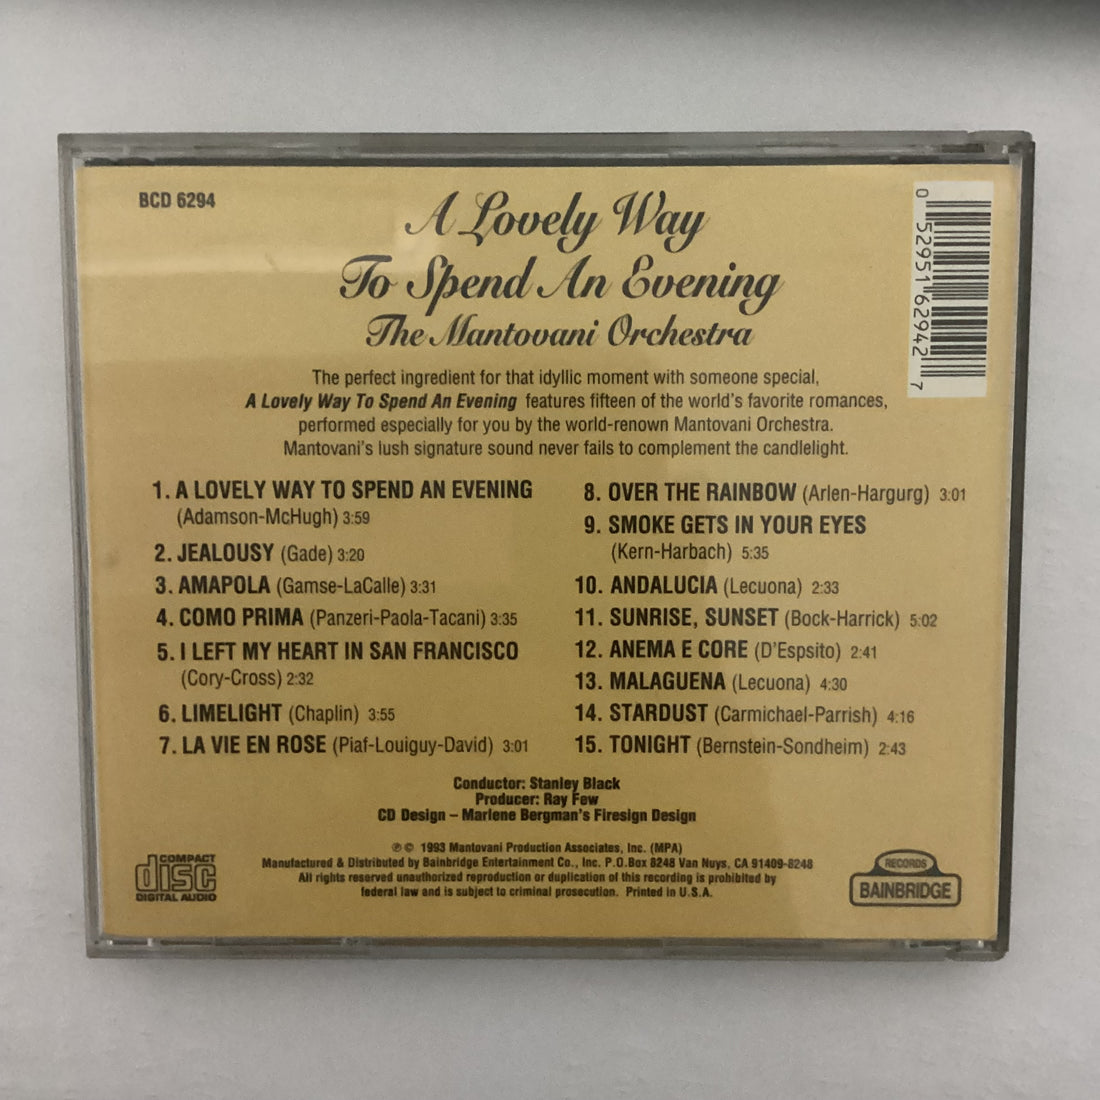 BCD 6294
A Lovely Way
To Spend An Evening
The Mantovani Orchestra
0 52951 62942 7
The perfect ingredient for that idyllic moment with someone special,
A Lovely Way To Spend An Evening features fifteen of the world's favorite romances,
performed especially for you by the world-renown Mantovani Orchestra.
Mantovani's lush signature sound never fails to complement the candlelight.
1. A LOVELY WAY TO SPEND AN EVENING
(Adamson-McHugh) 3:59
2. JEALOUSY (Gade) 3:20
3. AMAPOLA (Gamse-LaCalle) 3:31
4. COMO PRIMA (Panzeri-Paola-Tacani) 3:35
5. I LEFT MY HEART IN SAN FRANCISCO
(Cory-Cross) 2:32
6. LIMELIGHT (Chaplin) 3:55
7. LA VIE EN ROSE (Piaf-Louiguy-David) 3:01
8. OVER THE RAINBOW (Arlen-Hargurg) 3:01
9. SMOKE GETS IN YOUR EYES
(Kern-Harbach) 5:35
10. ANDALUCIA (Lecuona) 2:33
11. SUNRISE, SUNSET (Bock-Harrick) 5:02
12. ANEMA E CORE (D'Espsito) 2:41
13. MALAGUENA (Lecuona) 4:30
14. STARDUST (Carmichael-Parrish) 4:16
15. TONIGHT (Bernstein-Sondheim) 2:43
Conductor: Stanley Black
Producer: Ray Few
CD Design – Marlene Bergman's Firesign Design
℗ © 1993 Mantovani Production Associates, Inc. (MPA)
Manufactured & Distributed by Bainbridge Entertainment Co., Inc. P.O.Box 8248 Van Nuys, CA 91409-8248
All rights reserved unauthorized reproduction or duplication of this recording is prohibited by
federal law and is subject to criminal prosecution. Printed in U.S.A.
COMPACT
disc
DIGITAL AUDIO
RECORDS
BAINBRIDGE